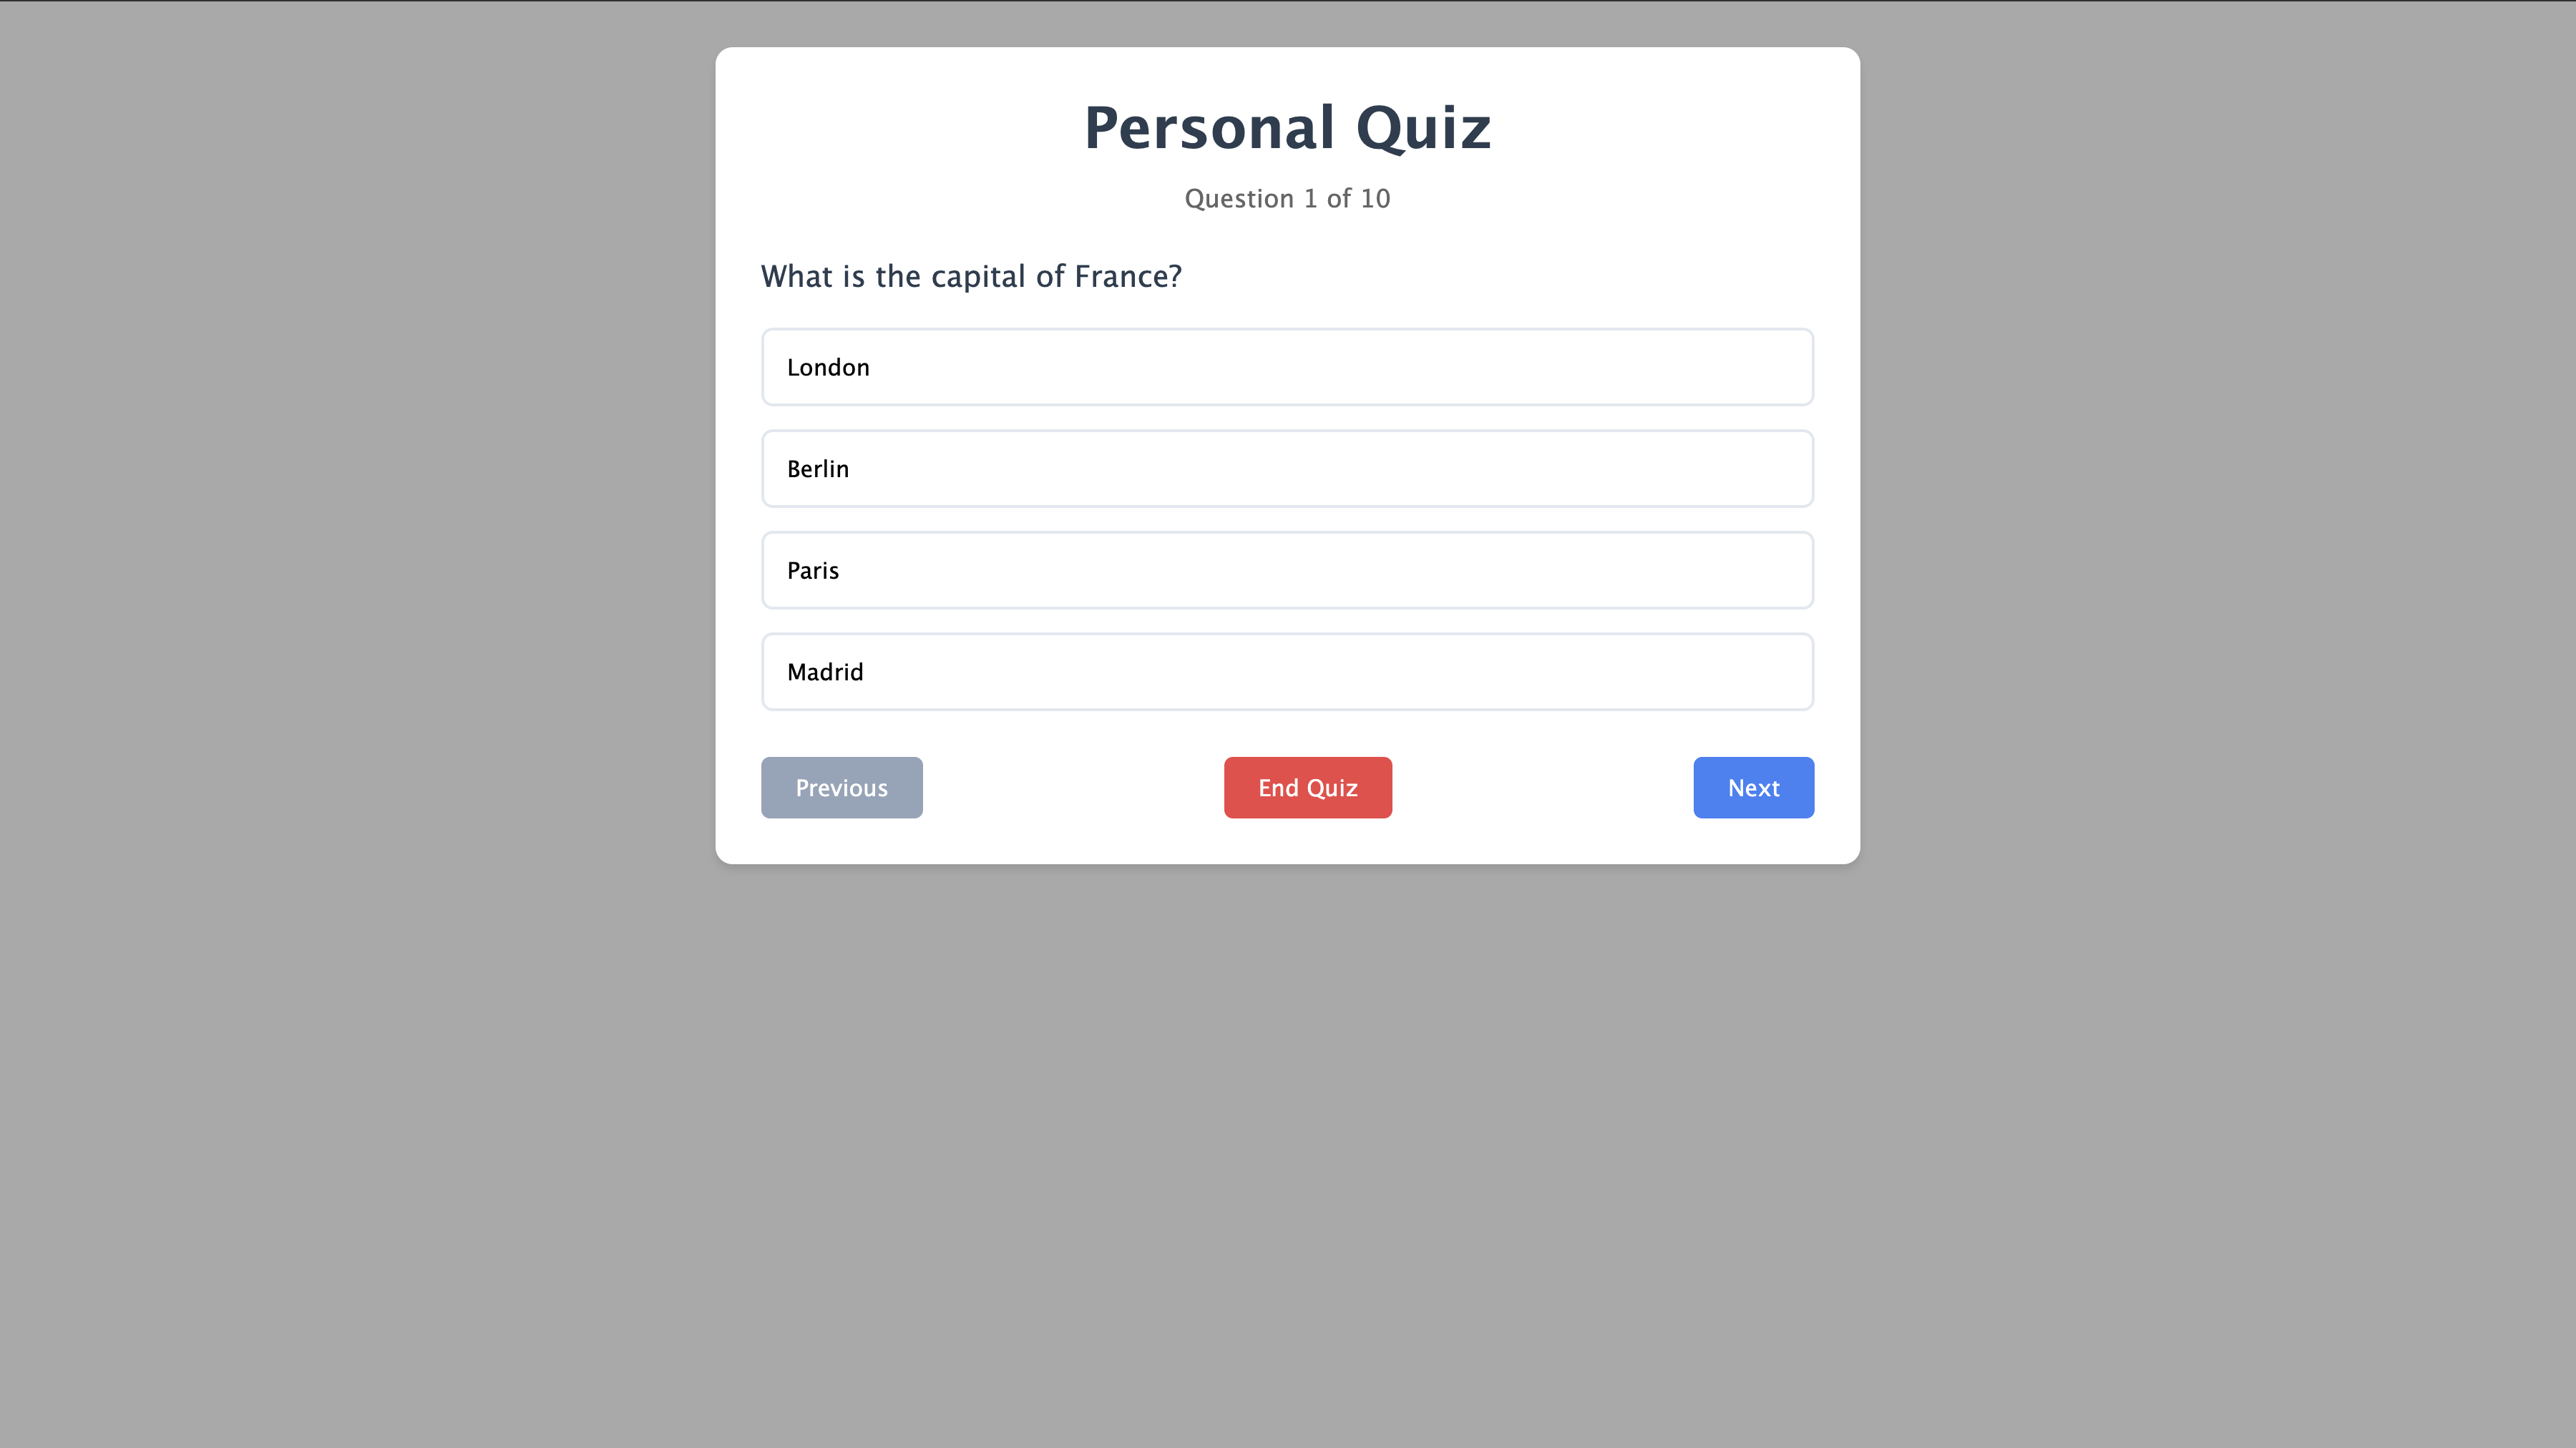 Personal Quiz
Question 1 of 10
What is the capital of France?
London
Berlin
Paris
Madrid
Previous
End Quiz
Next